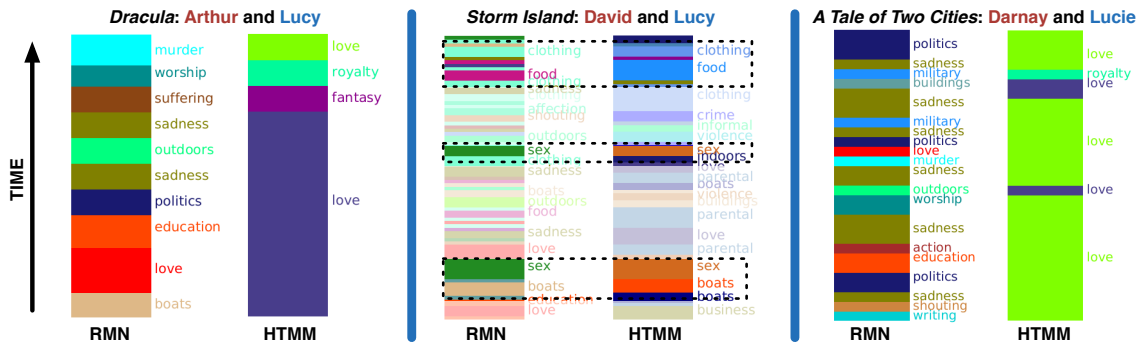 Dracula: Arthur and Lucy
murder
worship
suffering
sadness
outdoors
sadness
politics
education
love
boats
love
royalty
fantasy
love
TIME
RMN
HTMM
Storm Island: David and Lucy
clothing
food
clothing
sadness
clothing
affection
shouting
outdoors
sex
clothing
sadness
boats
outdoors
food
sadness
love
sex
boats
education
love
clothing
food
clothing
crime
informal
violence
sex
indoors
love
parental
boats
violence
buildings
parental
love
parental
sex
boats
boats
business
RMN
HTMM
A Tale of Two Cities: Darnay and Lucie
politics
sadness
military
buildings
sadness
military
sadness
politics
love
murder
sadness
outdoors
worship
sadness
action
education
politics
sadness
shouting
writing
love
royalty
love
love
love
love
RMN
HTMM